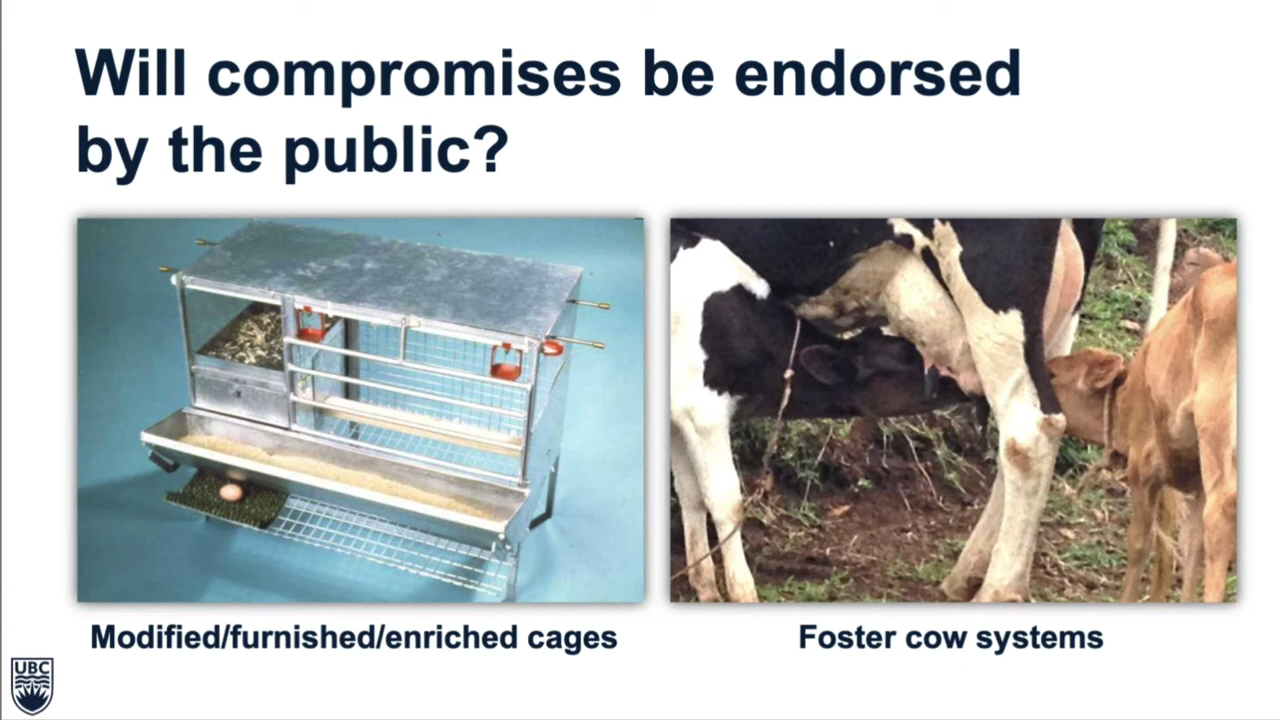 Will compromises be endorsed
by the public?
Modified/furnished/enriched cages
Foster cow systems
UBC